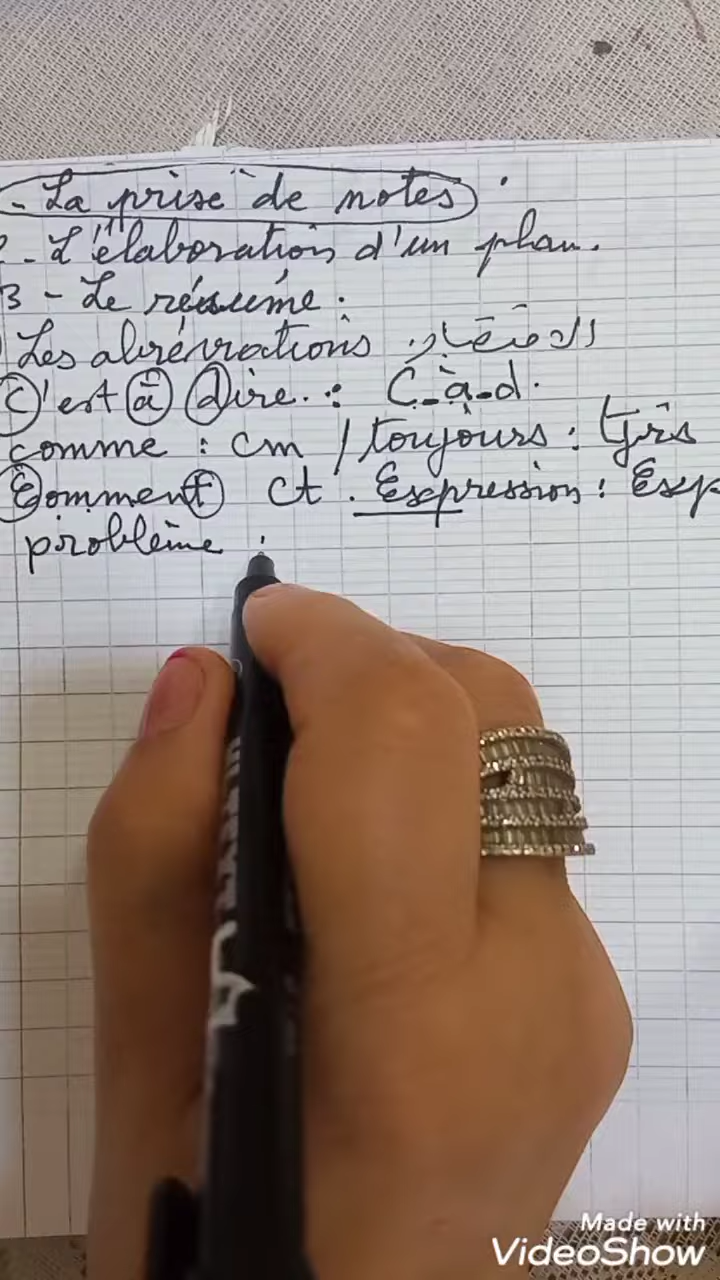 - La prise de notes.
2 - L'élaboration d'un plan.
3 - Le résumé.
Les abréviations الاختصار
C'est à Dire : C-à-d.
comme : cm / toujours : tjrs
Comment ct. Expression : Exp
problème :
Made with
VideoShow